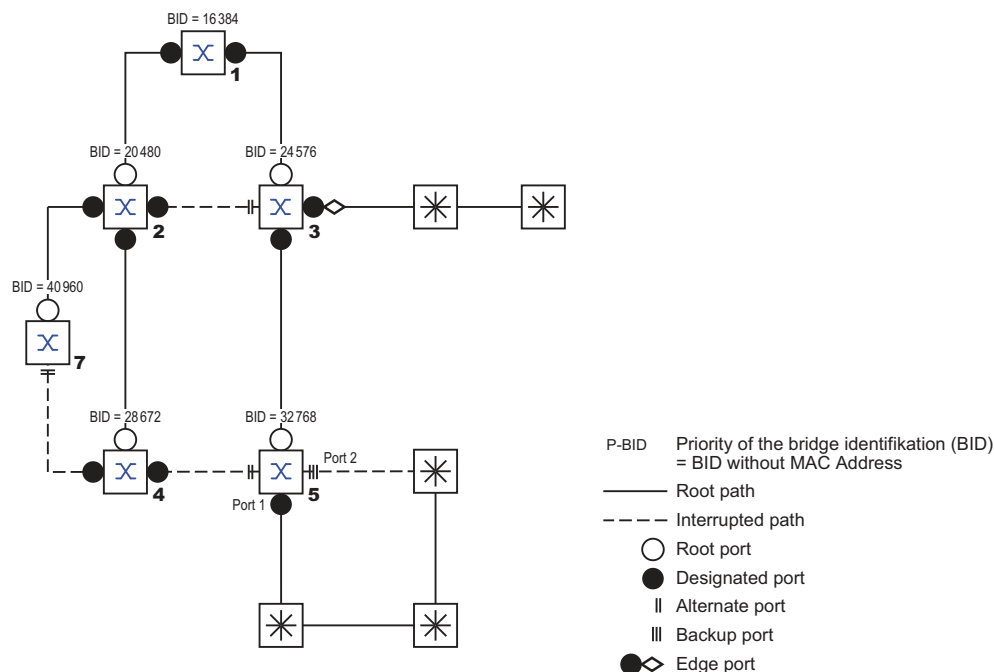 BID = 16 384
1
BID = 20 480
BID = 24 576
2
3
BID = 40 960
7
BID = 28 672
BID = 32 768
Port 2
4
5
Port 1
P-BID Priority of the bridge identifikation (BID)
= BID without MAC Address
Root path
Interrupted path
Root port
Designated port
Alternate port
Backup port
Edge port